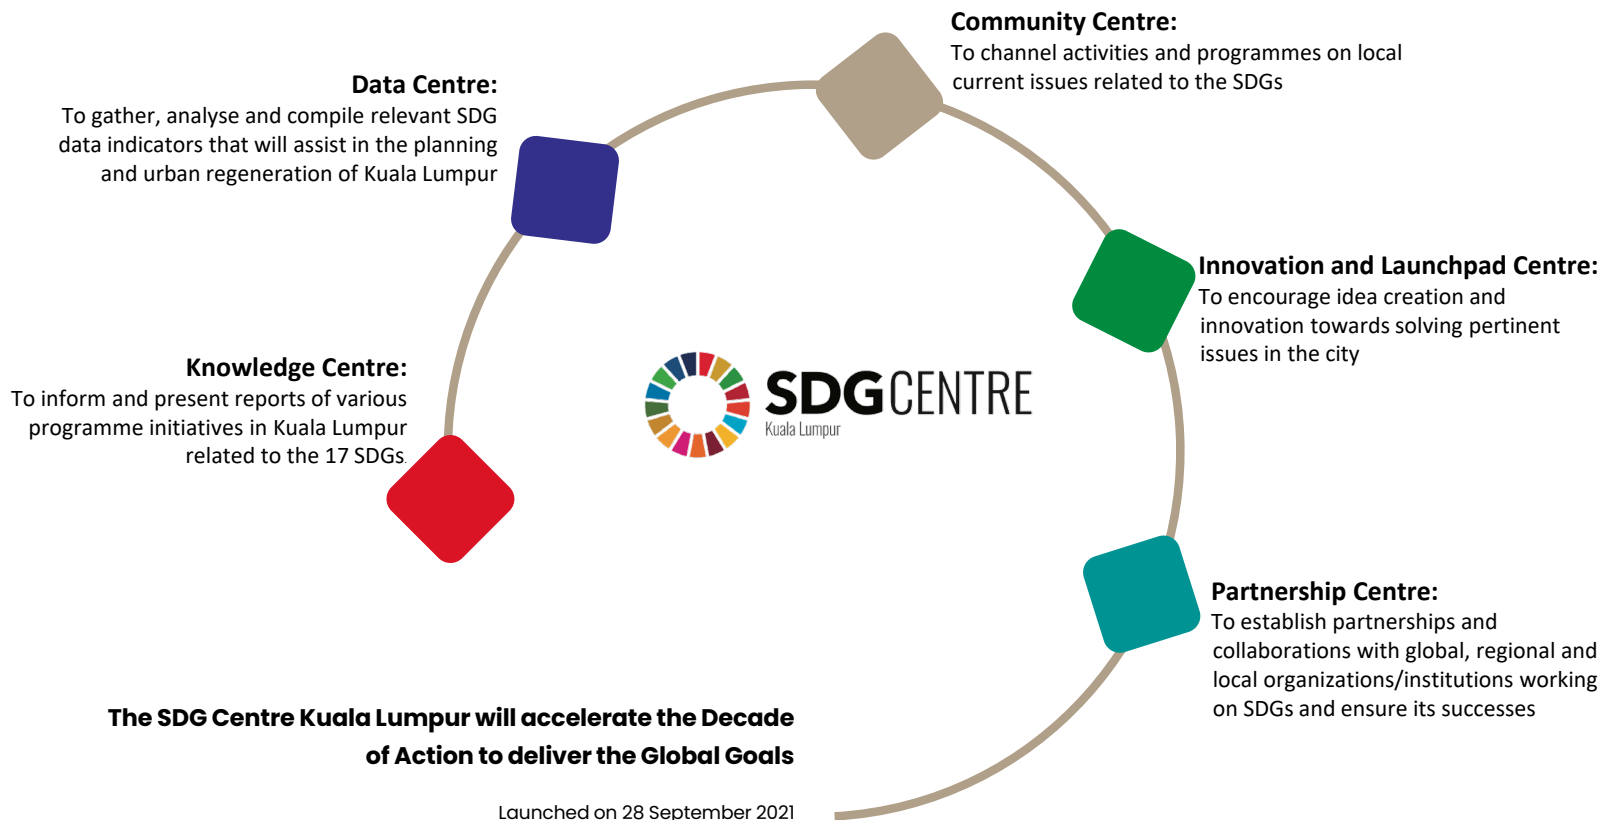 Community Centre:
To channel activities and programmes on local
current issues related to the SDGs
Data Centre:
To gather, analyse and compile relevant SDG
data indicators that will assist in the planning
and urban regeneration of Kuala Lumpur
Innovation and Launchpad Centre:
To encourage idea creation and
innovation towards solving pertinent
issues in the city
Knowledge Centre:
To inform and present reports of various
programme initiatives in Kuala Lumpur
related to the 17 SDGs.
SDGCENTRE
Kuala Lumpur
Partnership Centre:
To establish partnerships and
collaborations with global, regional and
local organizations/institutions working
on SDGs and ensure its successes
The SDG Centre Kuala Lumpur will accelerate the Decade
of Action to deliver the Global Goals
Launched on 28 September 2021